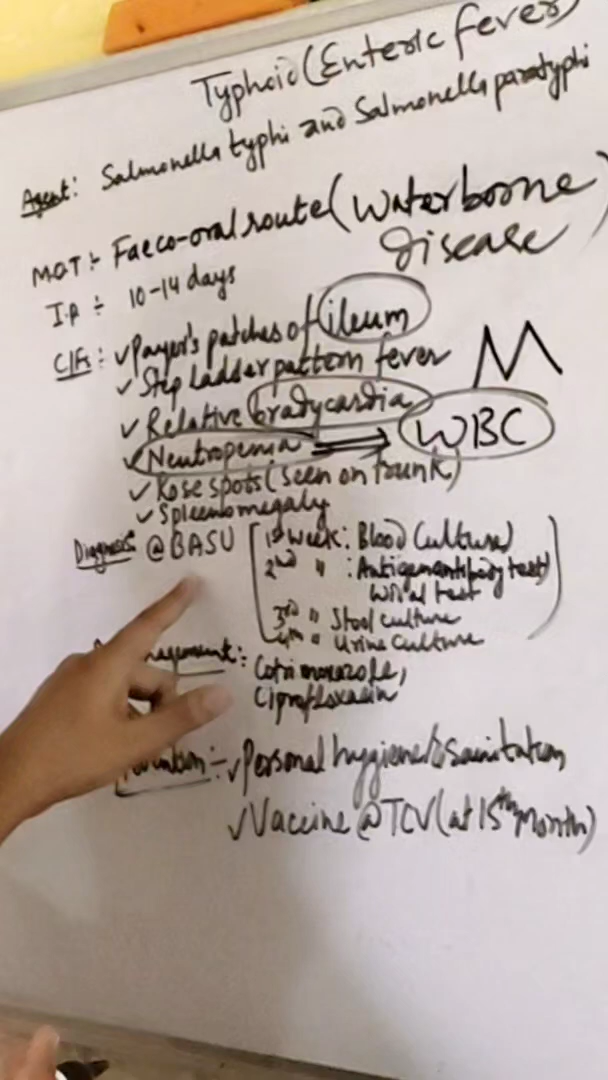 Typhoid (Enteric fever)
Agent: Salmonella typhi and Salmonella paratyphi
M.O.T :- Faeco-oral route (Waterborne disease)
I.P :- 10-14 days
C/Fs : ✓ Payer's patches of ileum
✓ Step ladder pattern fever M
✓ Relative bradycardia
✓ Neutropenia ⇒ WBC
✓ Rose spots (seen on trunk)
✓ Spleenomegaly
Diagnosis @BASU [ 1st Week: Blood Culture
2nd " : Antigen antibody test
Widal test
3rd " Stool culture
4th " Urine culture
nagement: Cotrimoxazole,
Ciprofloxacin
:- ✓ Personal hygiene & sanitation
✓ Vaccine @ TCV (at 15th Month)